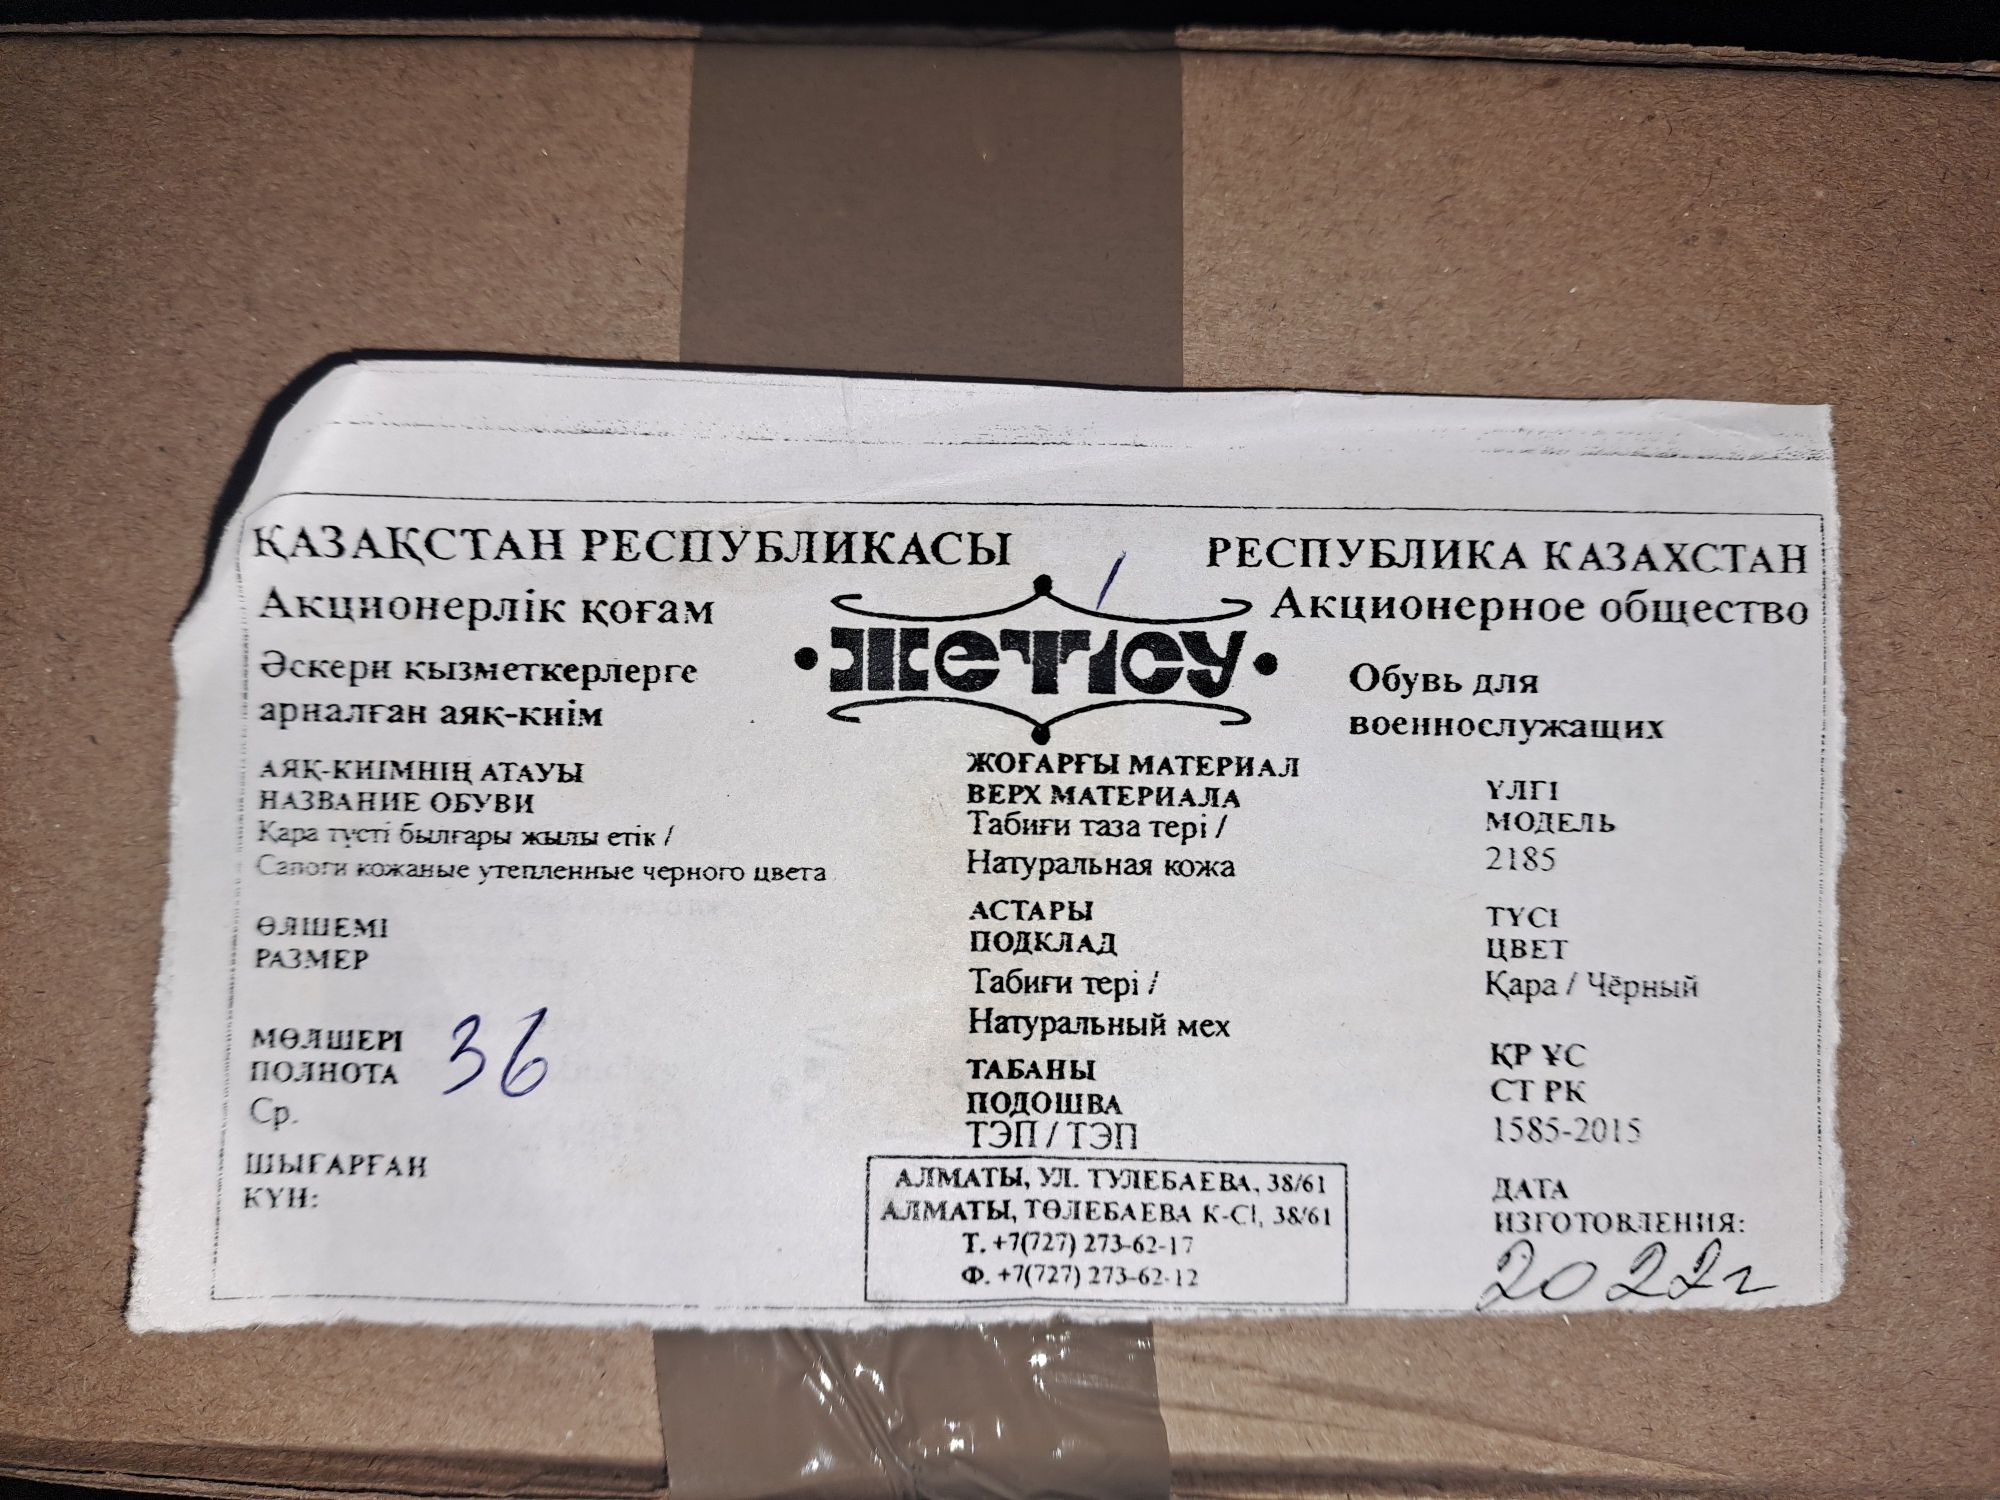 ҚАЗАҚСТАН РЕСПУБЛИКАСЫ
Акционерлік қоғам
Әскери қызметкерлерге
арналған аяқ-киім
ЖЕТІСУ
РЕСПУБЛИКА КАЗАХСТАН
Акционерное общество
Обувь для
военнослужащих
АЯҚ-КИІМНІҢ АТАУЫ
НАЗВАНИЕ ОБУВИ
Қара түсті былғары жылы етік /
Сапоги кожаные утепленные черного цвета
ӨЛШЕМІ
РАЗМЕР
МӨЛШЕРІ
ПОЛНОТА
Ср.
36
ШЫҒАРҒАН
КҮН:
ЖОҒАРҒЫ МАТЕРИАЛ
ВЕРХ МАТЕРИАЛА
Табиғи таза тері /
Натуральная кожа
АСТАРЫ
ПОДКЛАД
Табиғи тері /
Натуральный мех
ТАБАНЫ
ПОДОШВА
ТЭП / ТЭП
АЛМАТЫ, УЛ. ТУЛЕБАЕВА, 38/61
АЛМАТЫ, ТӨЛЕБАЕВА К-СІ, 38/61
Т. +7(727) 273-62-17
Ф. +7(727) 273-62-12
ҮЛГІ
МОДЕЛЬ
2185
ТҮСІ
ЦВЕТ
Қара / Чёрный
ҚР ҰС
СТ РК
1585-2015
ДАТА
ИЗГОТОВЛЕНИЯ:
2022г